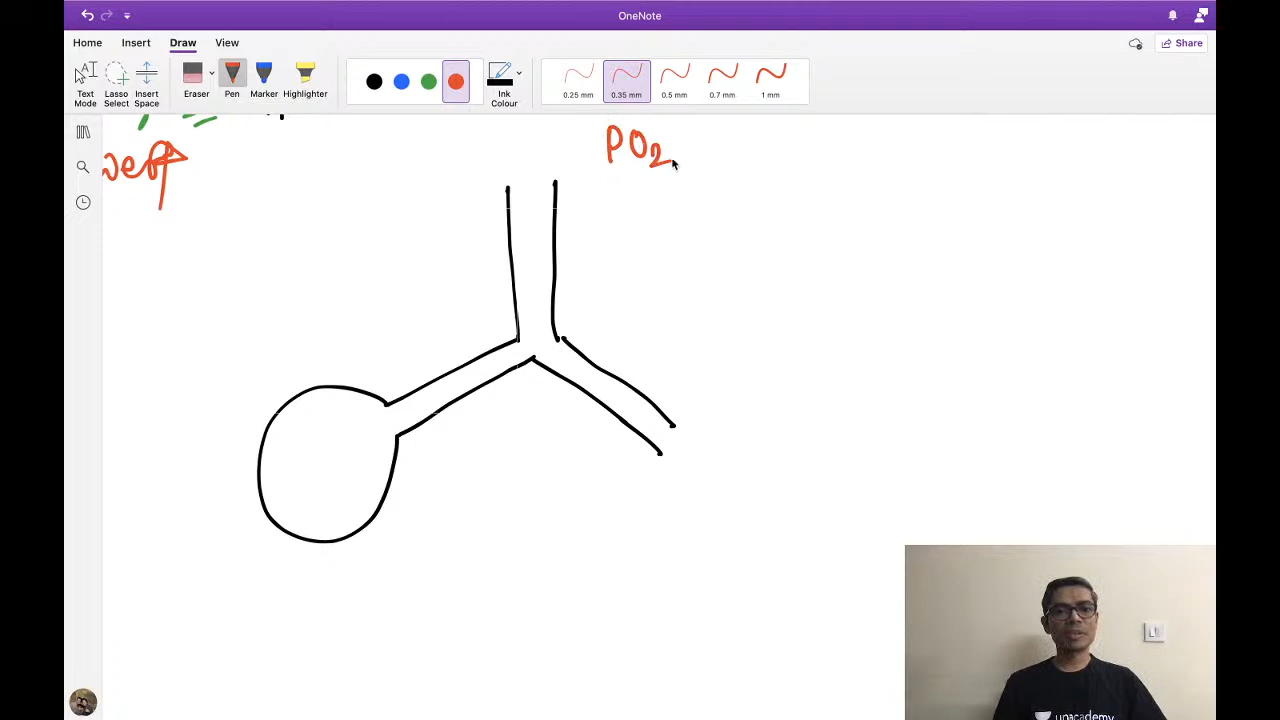 OneNote
Home Insert Draw View
Share
Text Mode
Lasso Select
Insert Space
Eraser
Pen
Marker
Highlighter
Ink Colour
0.25 mm
0.35 mm
0.5 mm
0.7 mm
1 mm
PO2
unacademy